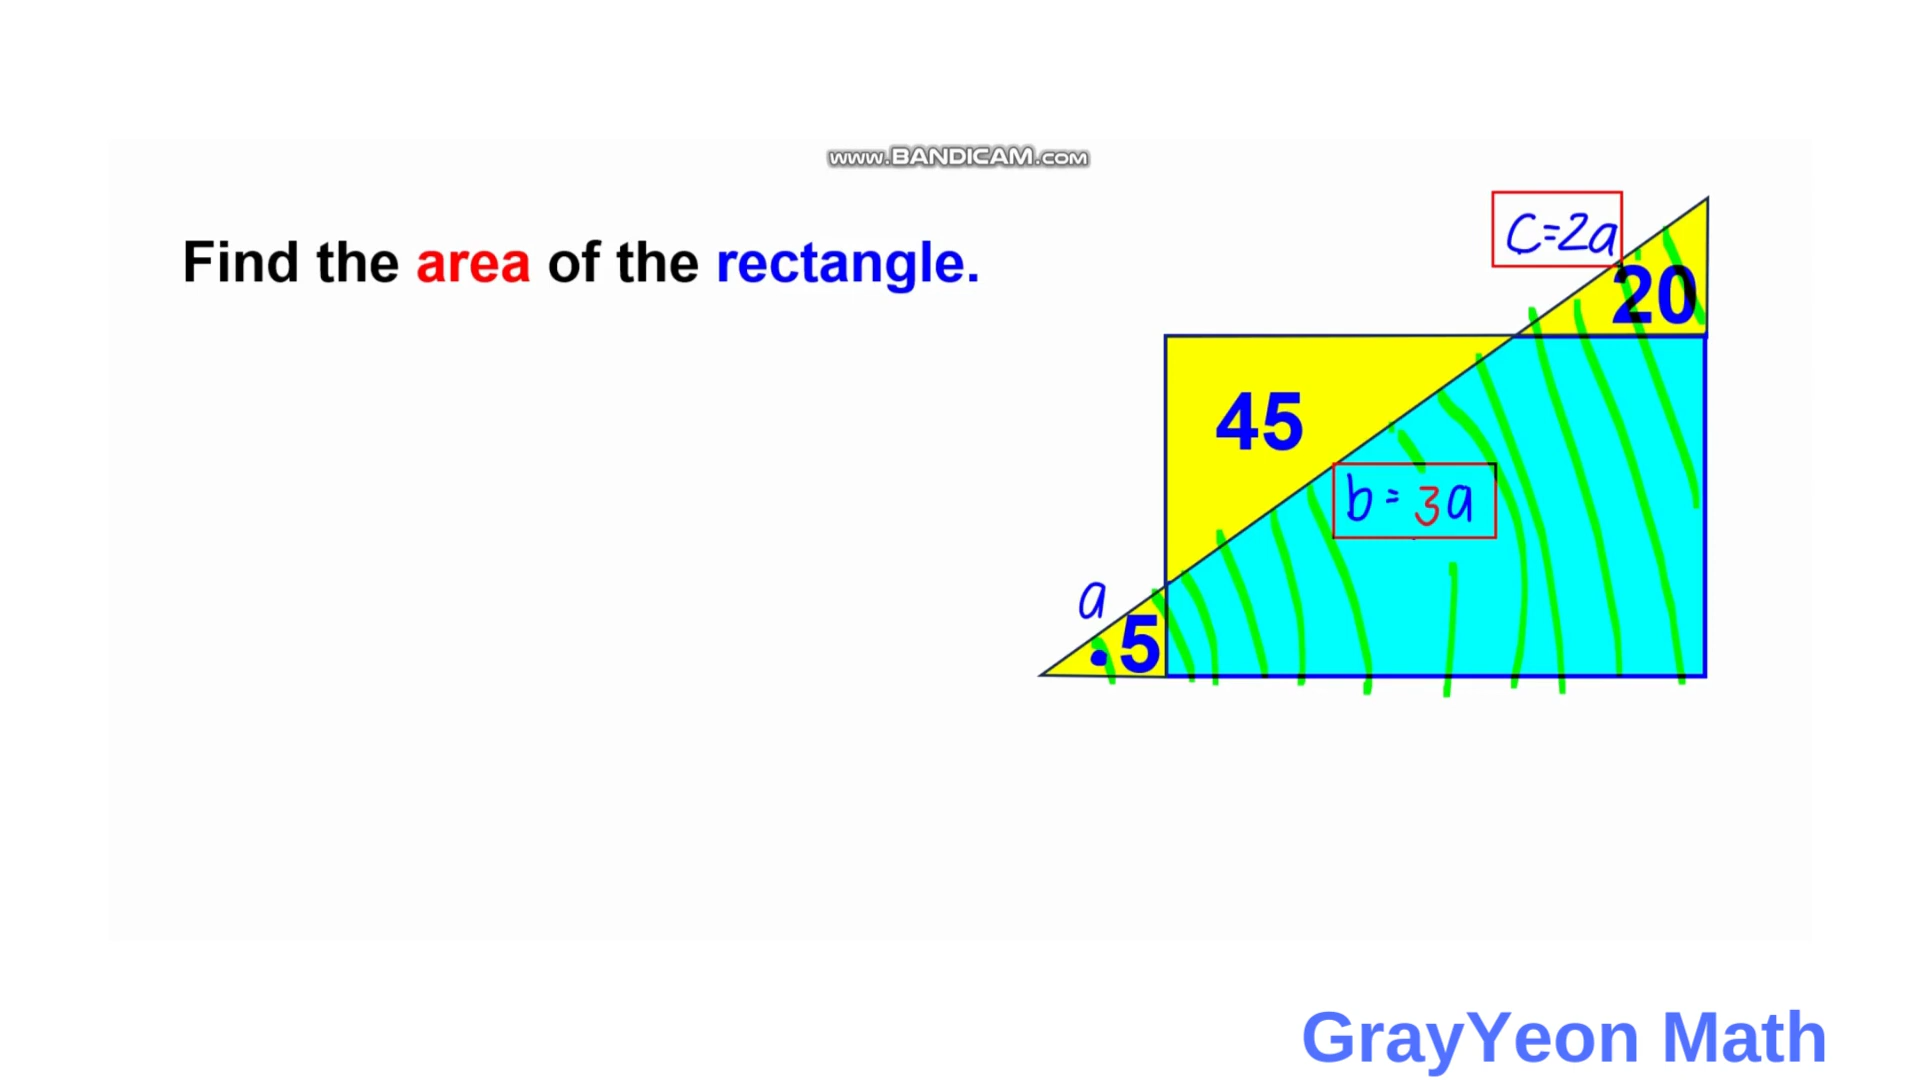 www.BANDICAM.com
Find the area of the rectangle.
C=2a
20
45
b=3a
a
5
GrayYeon Math